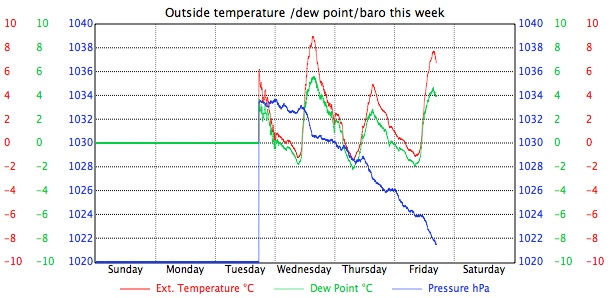 Outside temperature /dew point/baro this week
10 10 1040 1040 10 10
8 8 1038 1038 8 8
6 6 1036 1036 6 6
4 4 1034 1034 4 4
2 2 1032 1032 2 2
0 0 1030 1030 0 0
-2 -2 1028 1028 -2 -2
-4 -4 1026 1026 -4 -4
-6 -6 1024 1024 -6 -6
-8 -8 1022 1022 -8 -8
-10 -10 1020 1020 -10 -10
Sunday Monday Tuesday Wednesday Thursday Friday Saturday
Ext. Temperature °C Dew Point °C Pressure hPa